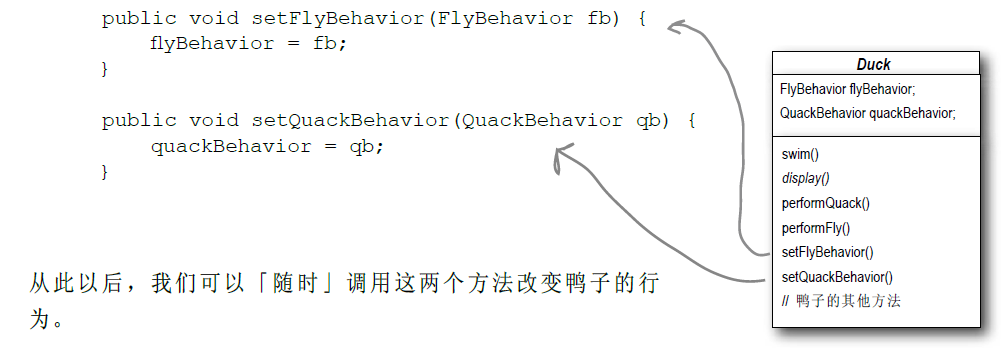 public void setFlyBehavior(FlyBehavior fb) {
flyBehavior = fb;
}
public void setQuackBehavior(QuackBehavior qb) {
quackBehavior = qb;
}
从此以后，我们可以「随时」调用这两个方法改变鸭子的行
为。
Duck
FlyBehavior flyBehavior;
QuackBehavior quackBehavior;
swim()
display()
performQuack()
performFly()
setFlyBehavior()
setQuackBehavior()
// 鸭子的其他方法